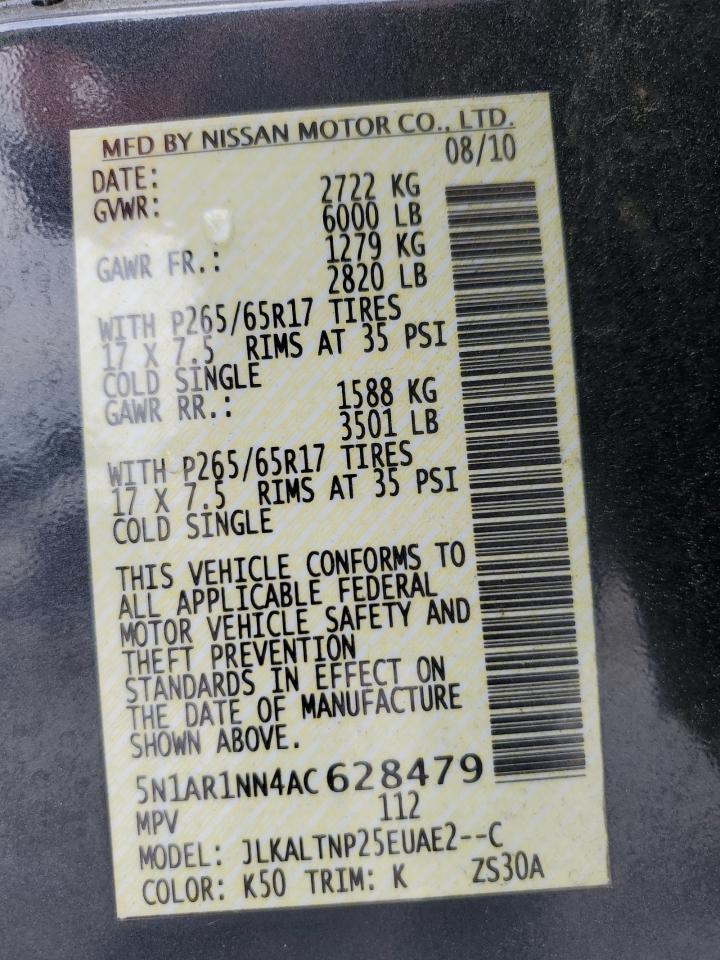 MFD BY NISSAN MOTOR CO., LTD.
DATE: 08/10
GVWR: 2722 KG
6000 LB
GAWR FR.: 1279 KG
2820 LB
WITH P265/65R17 TIRES
17 X 7.5 RIMS AT 35 PSI
COLD SINGLE
GAWR RR.: 1588 KG
3501 LB
WITH P265/65R17 TIRES
17 X 7.5 RIMS AT 35 PSI
COLD SINGLE
THIS VEHICLE CONFORMS TO
ALL APPLICABLE FEDERAL
MOTOR VEHICLE SAFETY AND
THEFT PREVENTION
STANDARDS IN EFFECT ON
THE DATE OF MANUFACTURE
SHOWN ABOVE.
5N1AR1NN4AC628479
MPV 112
MODEL: JLKALTNP25EUAE2--C
COLOR: K50 TRIM: K ZS30A